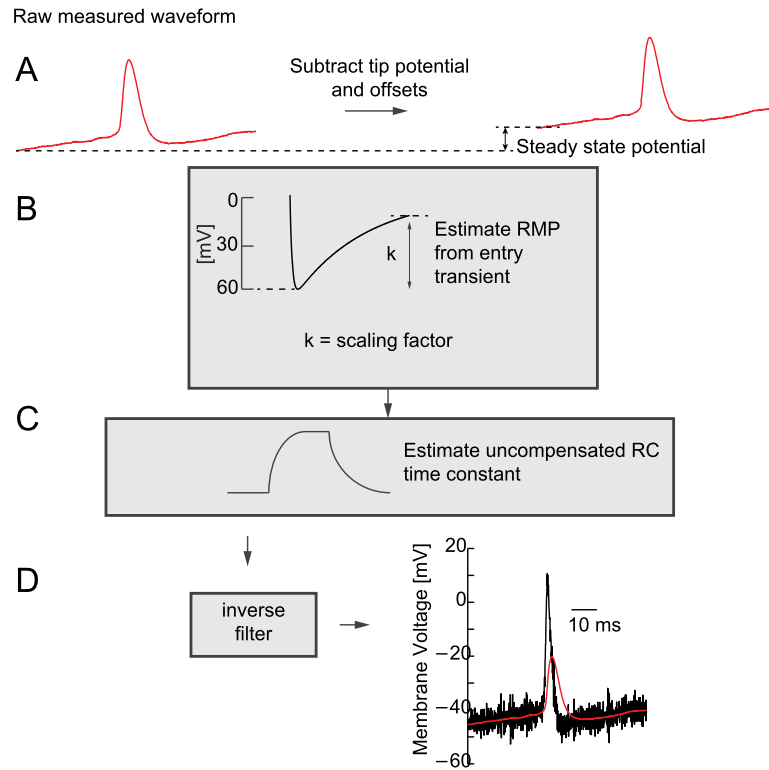 Raw measured waveform
A
Subtract tip potential
and offsets
Steady state potential
B
0
30
60
[mV]
k
Estimate RMP
from entry
transient
k = scaling factor
C
Estimate uncompensated RC
time constant
D
inverse
filter
Membrane Voltage [mV]
20
0
−20
−40
−60
10 ms